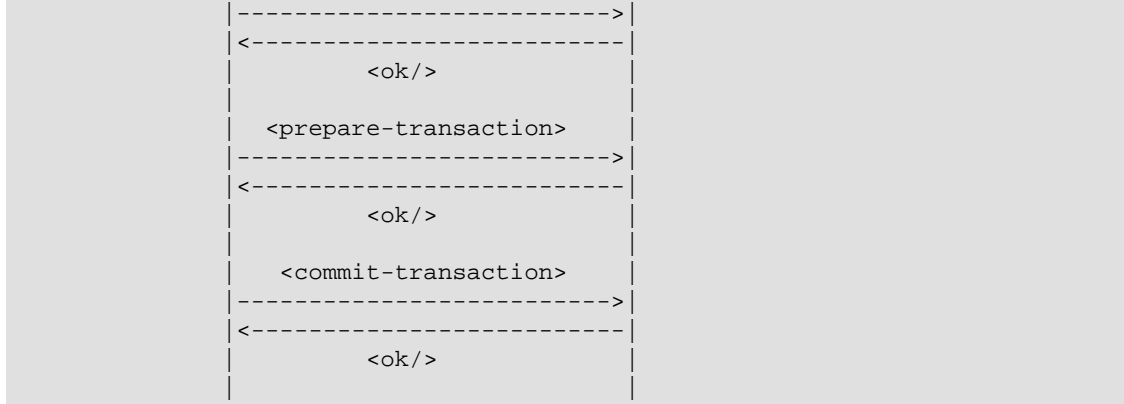 |-------------------------->|
|<--------------------------|
|         <ok/>             |
|                           |
|  <prepare-transaction>    |
|-------------------------->|
|<--------------------------|
|         <ok/>             |
|                           |
|   <commit-transaction>    |
|-------------------------->|
|<--------------------------|
|         <ok/>             |
|                           |